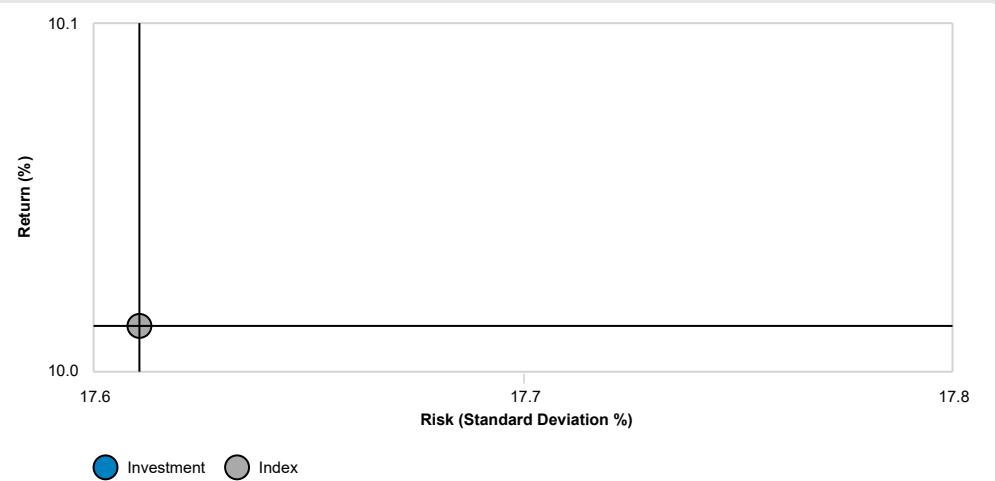 10.1
Return (%)
10.0
17.6 17.7 17.8
Risk (Standard Deviation %)
Investment Index